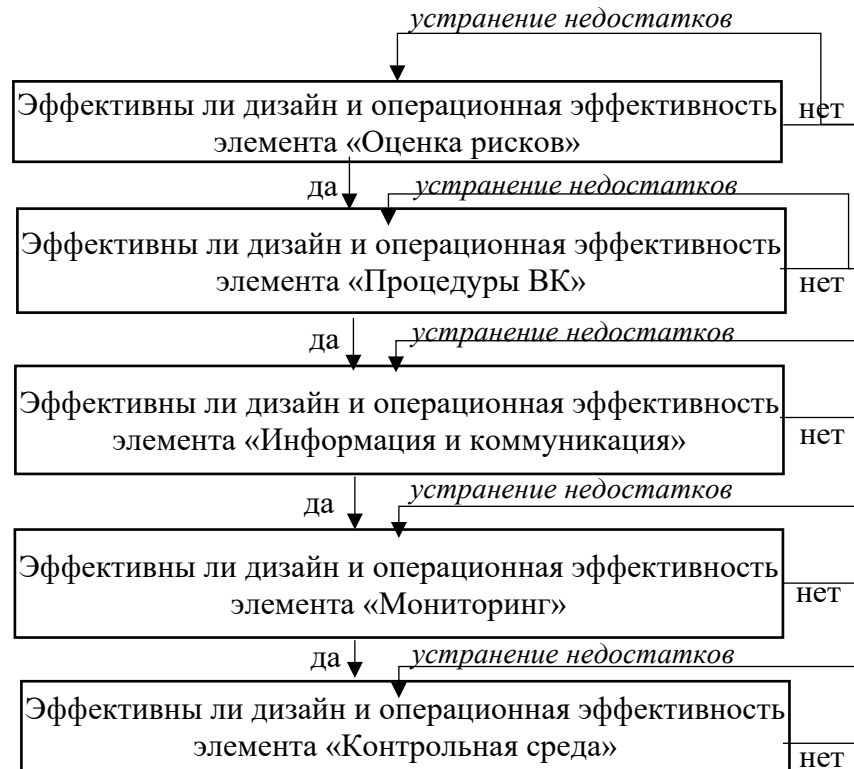 устранение недостатков
Эффективны ли дизайн и операционная эффективность
элемента «Оценка рисков»
нет
да
устранение недостатков
Эффективны ли дизайн и операционная эффективность
элемента «Процедуры ВК»
нет
да
устранение недостатков
Эффективны ли дизайн и операционная эффективность
элемента «Информация и коммуникация»
нет
да
устранение недостатков
Эффективны ли дизайн и операционная эффективность
элемента «Мониторинг»
нет
да
устранение недостатков
Эффективны ли дизайн и операционная эффективность
элемента «Контрольная среда»
нет